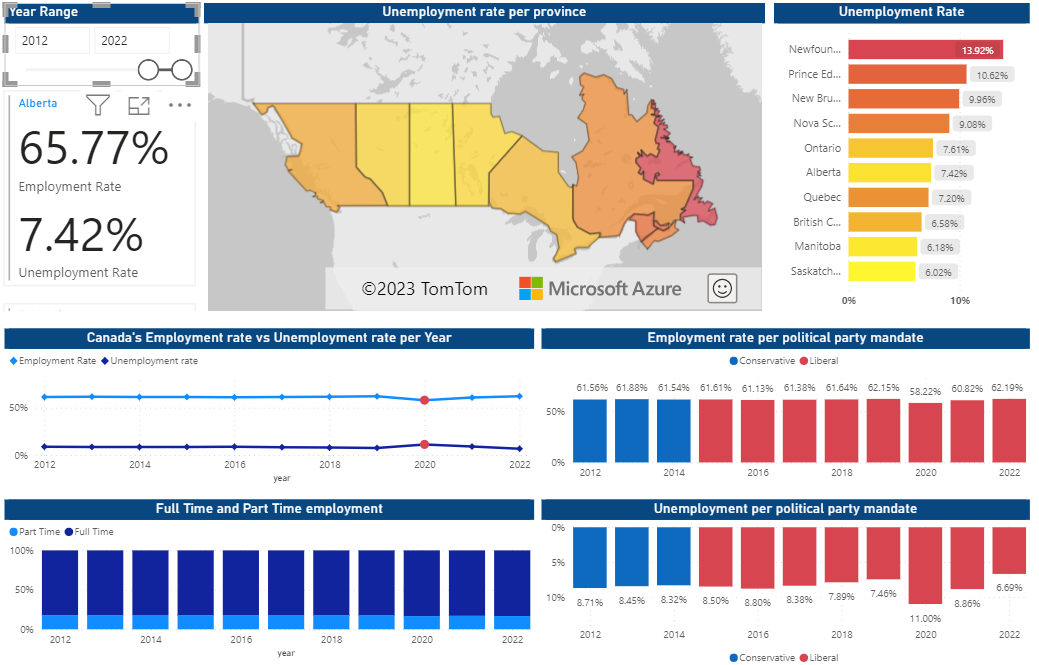 Year Range
2012 2022
Alberta
65.77%
Employment Rate
7.42%
Unemployment Rate
Unemployment rate per province
©2023 TomTom
Microsoft Azure
Unemployment Rate
Newfoun... 13.92%
Prince Ed... 10.62%
New Bru... 9.96%
Nova Sc... 9.08%
Ontario 7.61%
Alberta 7.42%
Quebec 7.20%
British C... 6.58%
Manitoba 6.18%
Saskatch... 6.02%
0% 10%
Canada's Employment rate vs Unemployment rate per Year
Employment Rate Unemployment rate
50%
0%
2012 2014 2016 2018 2020 2022
year
Employment rate per political party mandate
Conservative Liberal
61.56% 61.88% 61.54% 61.61% 61.13% 61.38% 61.64% 62.15% 58.22% 60.82% 62.19%
50%
0%
2012 2014 2016 2018 2020 2022
Full Time and Part Time employment
Part Time Full Time
100%
50%
0%
2012 2014 2016 2018 2020 2022
year
Unemployment per political party mandate
0%
5%
10%
8.71% 8.45% 8.32% 8.50% 8.80% 8.38% 7.89% 7.46% 11.00% 8.86% 6.69%
2012 2014 2016 2018 2020 2022
Conservative Liberal